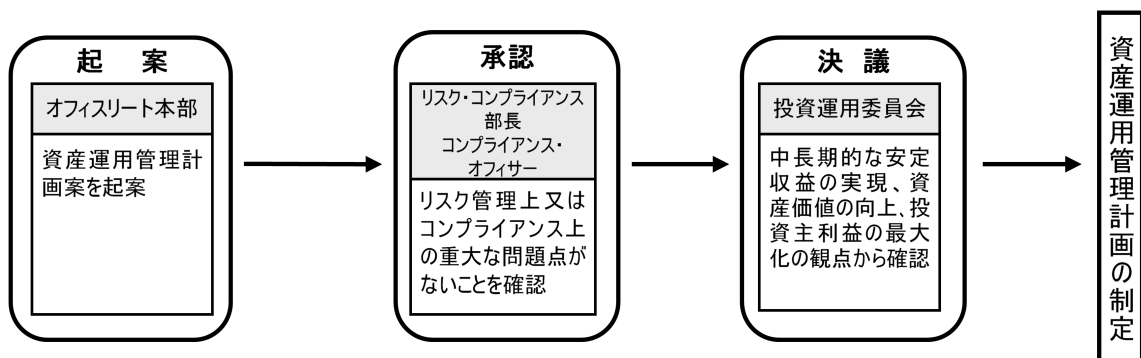 起　案
オフィスリート本部
資産運用管理計
画案を起案
承認
リスク・コンプライアンス
部長
コンプライアンス・
オフィサー
リスク管理上又は
コンプライアンス上
の重大な問題点が
ないことを確認
決　議
投資運用委員会
中長期的な安定
収益の実現、資
産価値の向上、投
資主利益の最大
化の観点から確認
資産運用管理計画の制定